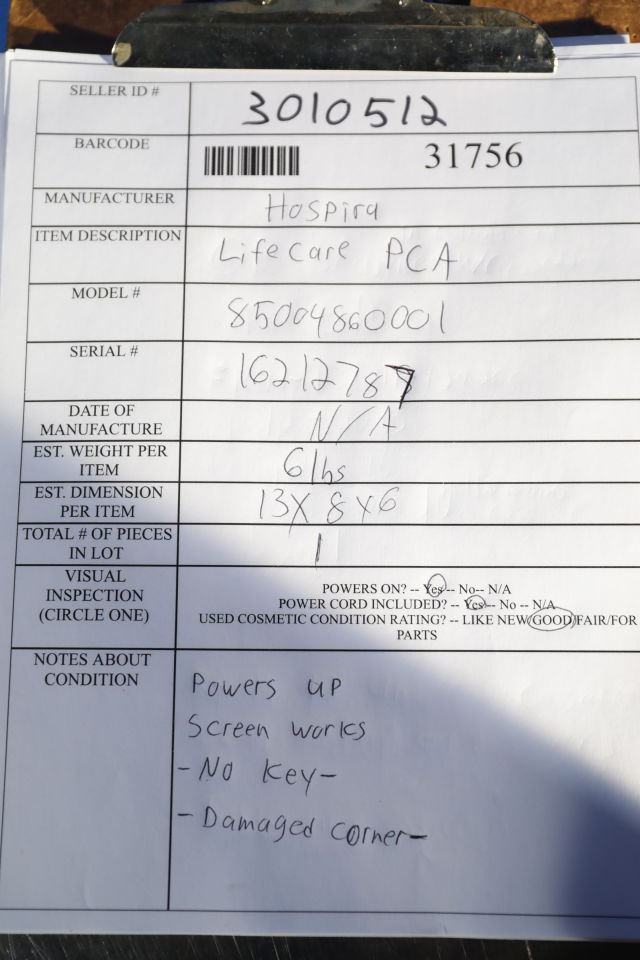 SELLER ID # 3010512
BARCODE 31756
MANUFACTURER Hospira
ITEM DESCRIPTION LifeCare PCA
MODEL # 85004860001
SERIAL # 16212787
DATE OF
MANUFACTURE N/A
EST. WEIGHT PER
ITEM 6 lbs
EST. DIMENSION
PER ITEM 13 X 8 X 6
TOTAL # OF PIECES
IN LOT 1
VISUAL
INSPECTION
(CIRCLE ONE)
POWERS ON? -- Yes -- No-- N/A
POWER CORD INCLUDED? -- Yes -- No -- N/A
USED COSMETIC CONDITION RATING? -- LIKE NEW/GOOD/FAIR/FOR
PARTS
NOTES ABOUT
CONDITION
Powers up
Screen works
- No Key -
- Damaged corner -